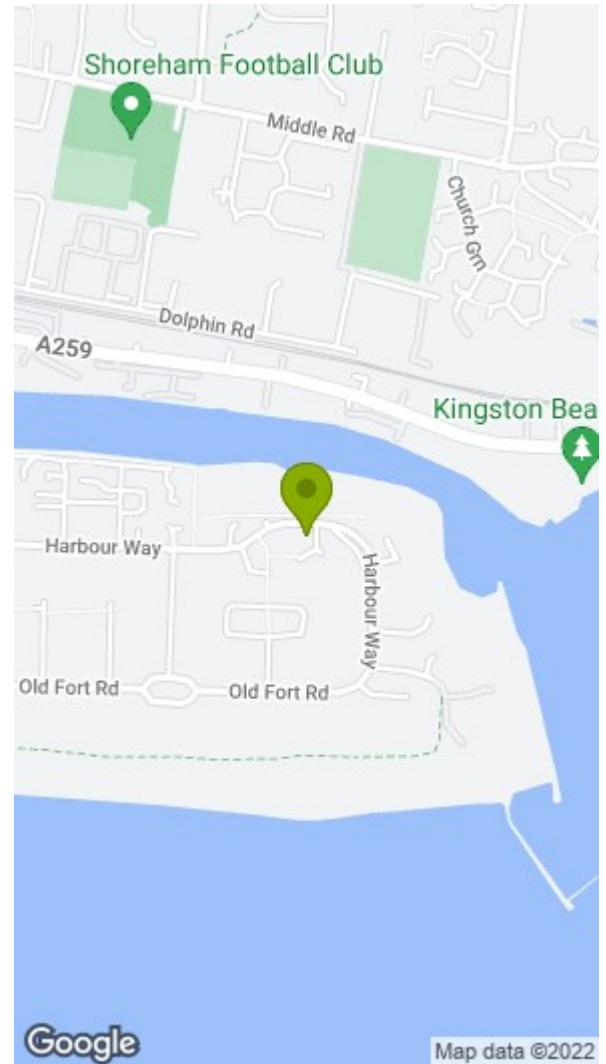 Shoreham Football Club
Middle Rd
Church Grn
Dolphin Rd
A259
Kingston Bea
Harbour Way
Harbour Way
Old Fort Rd
Old Fort Rd
Google
Map data ©2022